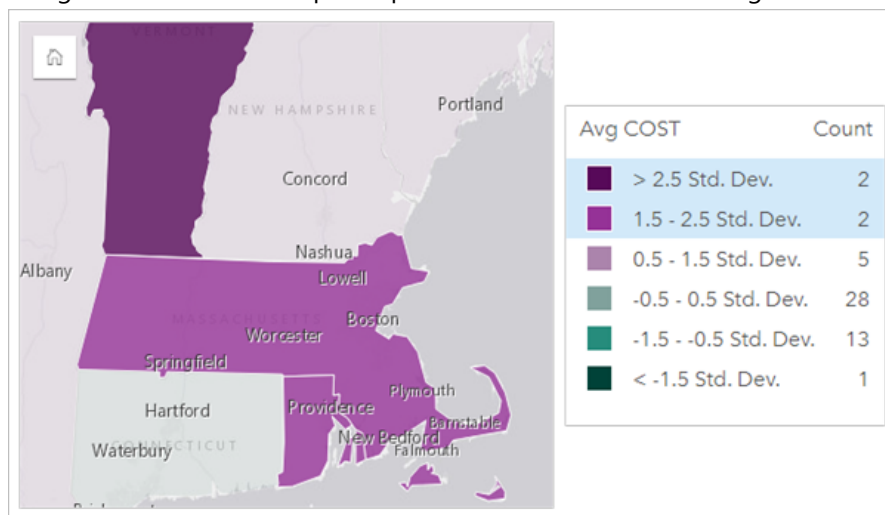 VERMONT
NEW HAMPSHIRE
Portland
Concord
Nashua
Albany
Lowell
MASSACHUSETTS
Boston
Worcester
Springfield
Plymouth
Hartford
Providence
Barnstable
New Bedford
CONNECTICUT
Falmouth
Waterbury
Avg COST Count
> 2.5 Std. Dev. 2
1.5 - 2.5 Std. Dev. 2
0.5 - 1.5 Std. Dev. 5
-0.5 - 0.5 Std. Dev. 28
-1.5 - -0.5 Std. Dev. 13
< -1.5 Std. Dev. 1